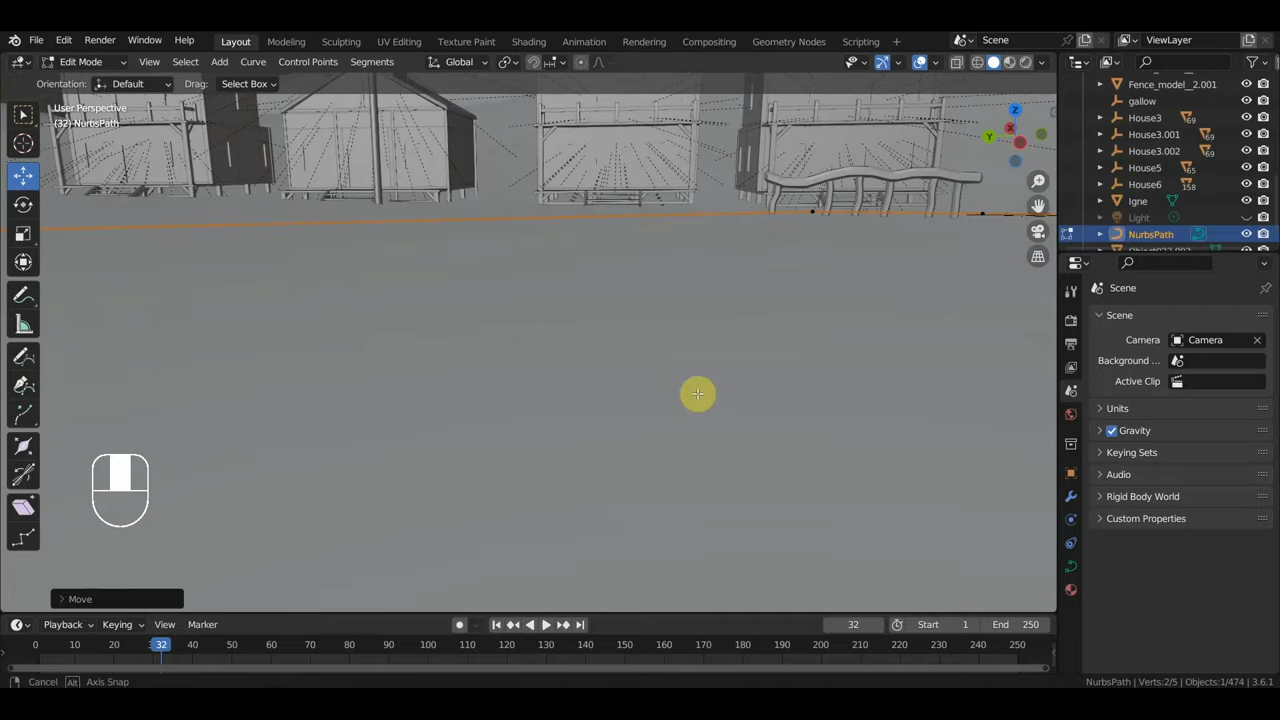 File Edit Render Window Help Layout Modeling Sculpting UV Editing Texture Paint Shading Animation Rendering Compositing Geometry Nodes Scripting + Scene ViewLayer
Edit Mode View Select Add Curve Control Points Segments Global
Orientation: Default Drag: Select Box
User Perspective
(32) NurbsPath
Z
Y
X
Fence_model__2.001
gallow
House3 69
House3.001 69
House3.002 69
House5 65
House6 158
Igne
Light
NurbsPath
Scene
Scene
Camera Camera
Background ...
Active Clip
Units
Gravity
Keying Sets
Audio
Rigid Body World
Custom Properties
Move
Playback Keying View Marker 32 Start 1 End 250
0 10 20 32 40 50 60 70 80 90 100 110 120 130 140 150 160 170 180 190 200 210 220 230 240 250
Cancel Alt Axis Snap NurbsPath | Verts:2/5 | Objects:1/474 | 3.6.1